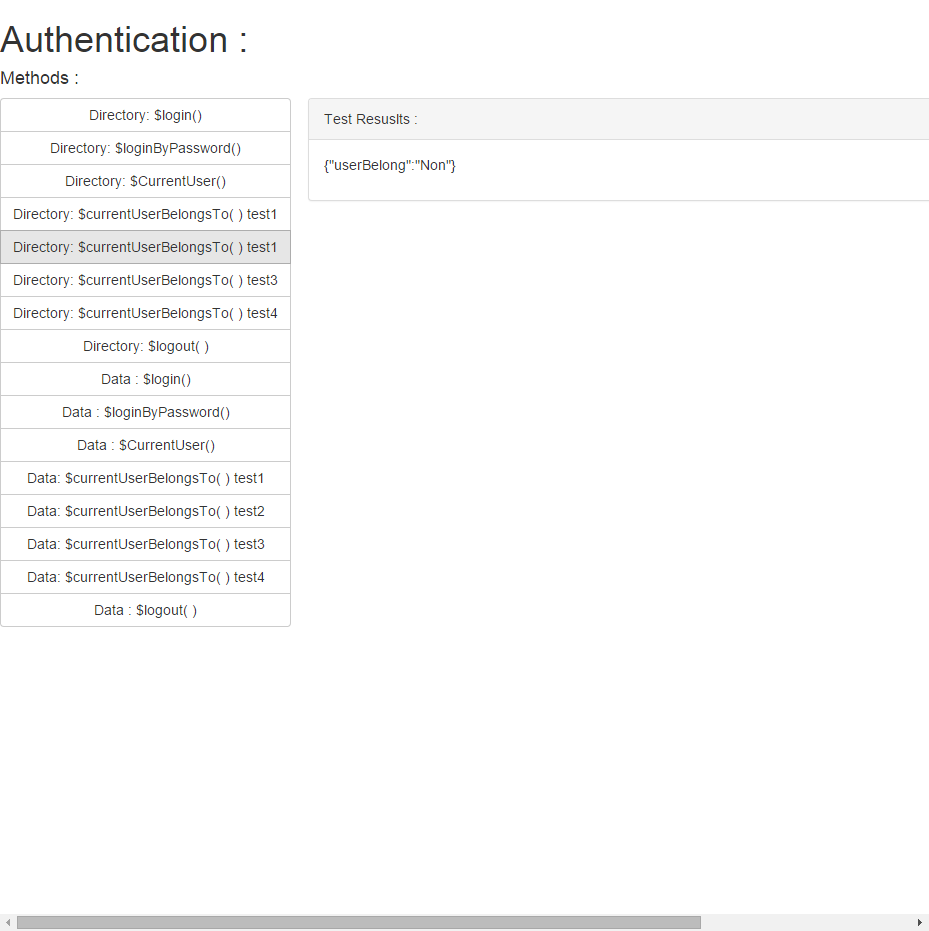 Authentication :
Methods :
Directory: $login()
Directory: $loginByPassword()
Directory: $CurrentUser()
Directory: $currentUserBelongsTo( ) test1
Directory: $currentUserBelongsTo( ) test1
Directory: $currentUserBelongsTo( ) test3
Directory: $currentUserBelongsTo( ) test4
Directory: $logout( )
Data : $login()
Data : $loginByPassword()
Data : $CurrentUser()
Data: $currentUserBelongsTo( ) test1
Data: $currentUserBelongsTo( ) test2
Data: $currentUserBelongsTo( ) test3
Data: $currentUserBelongsTo( ) test4
Data : $logout( )
Test Resuslts :
{"userBelong":"Non"}